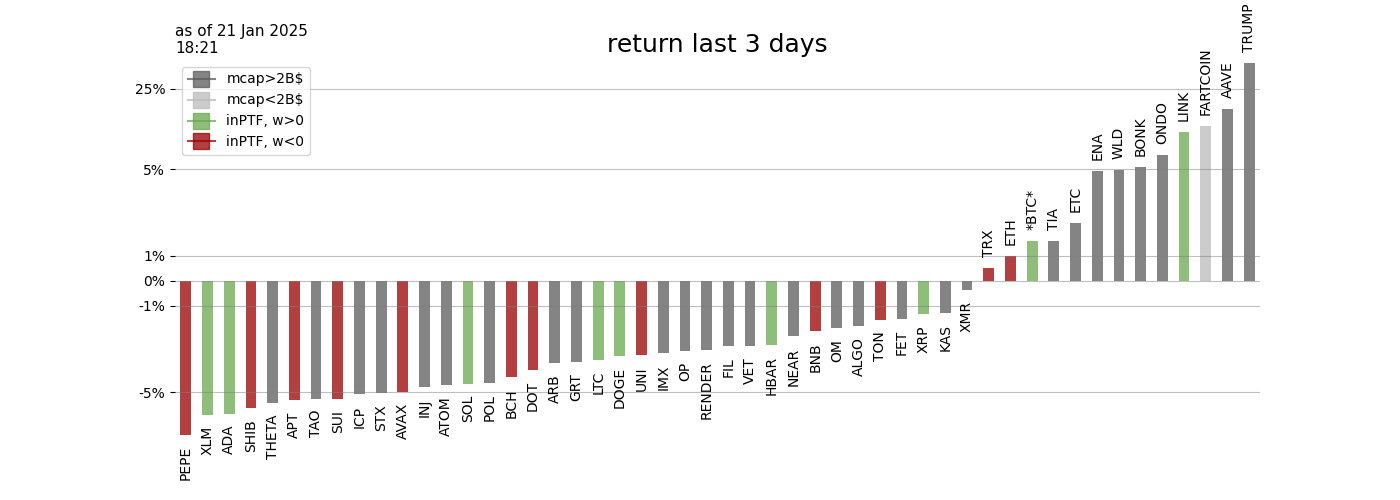 as of 21 Jan 2025
18:21
return last 3 days
mcap>2B$
mcap<2B$
inPTF, w>0
inPTF, w<0
25%
5%
1%
0%
-1%
-5%
PEPE
XLM
ADA
SHIB
THETA
APT
TAO
SUI
ICP
STX
AVAX
INJ
ATOM
SOL
POL
BCH
DOT
ARB
GRT
LTC
DOGE
UNI
IMX
OP
RENDER
FIL
VET
HBAR
NEAR
BNB
OM
ALGO
TON
FET
XRP
KAS
XMR
TRX
ETH
*BTC*
TIA
ETC
ENA
WLD
BONK
ONDO
LINK
FARTCOIN
AAVE
TRUMP